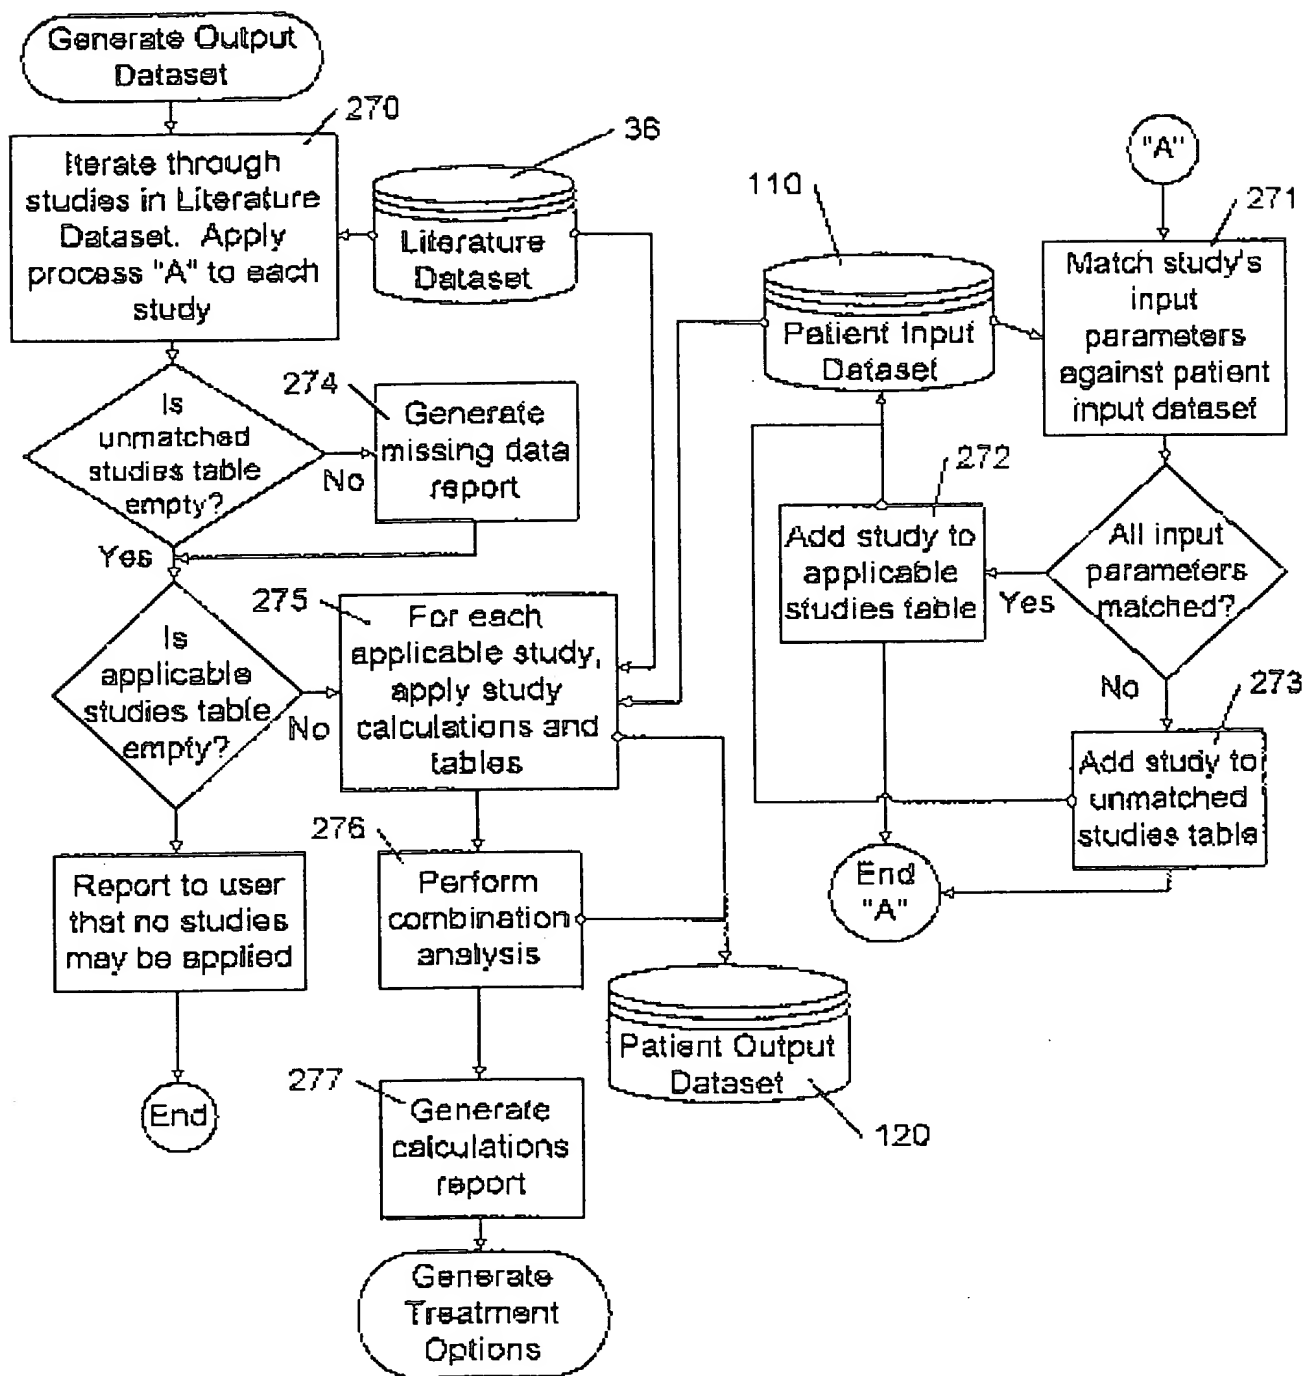 Generate Output
Dataset
270
Iterate through
studies in Literature
Dataset. Apply
process "A" to each
study
36
Literature
Dataset
110
Patient Input
Dataset
"A"
271
Match study's
input
parameters
against patient
input dataset
Is
unmatched
studies table
empty?
No
Yes
274
Generate
missing data
report
272
Add study to
applicable
studies table
All input
parameters
matched?
Yes
No
273
Add study to
unmatched
studies table
End
"A"
Is
applicable
studies table
empty?
No
275
For each
applicable study,
apply study
calculations and
tables
Report to user
that no studies
may be applied
End
276
Perform
combination
analysis
Patient Output
Dataset
120
277
Generate
calculations
report
Generate
Treatment
Options